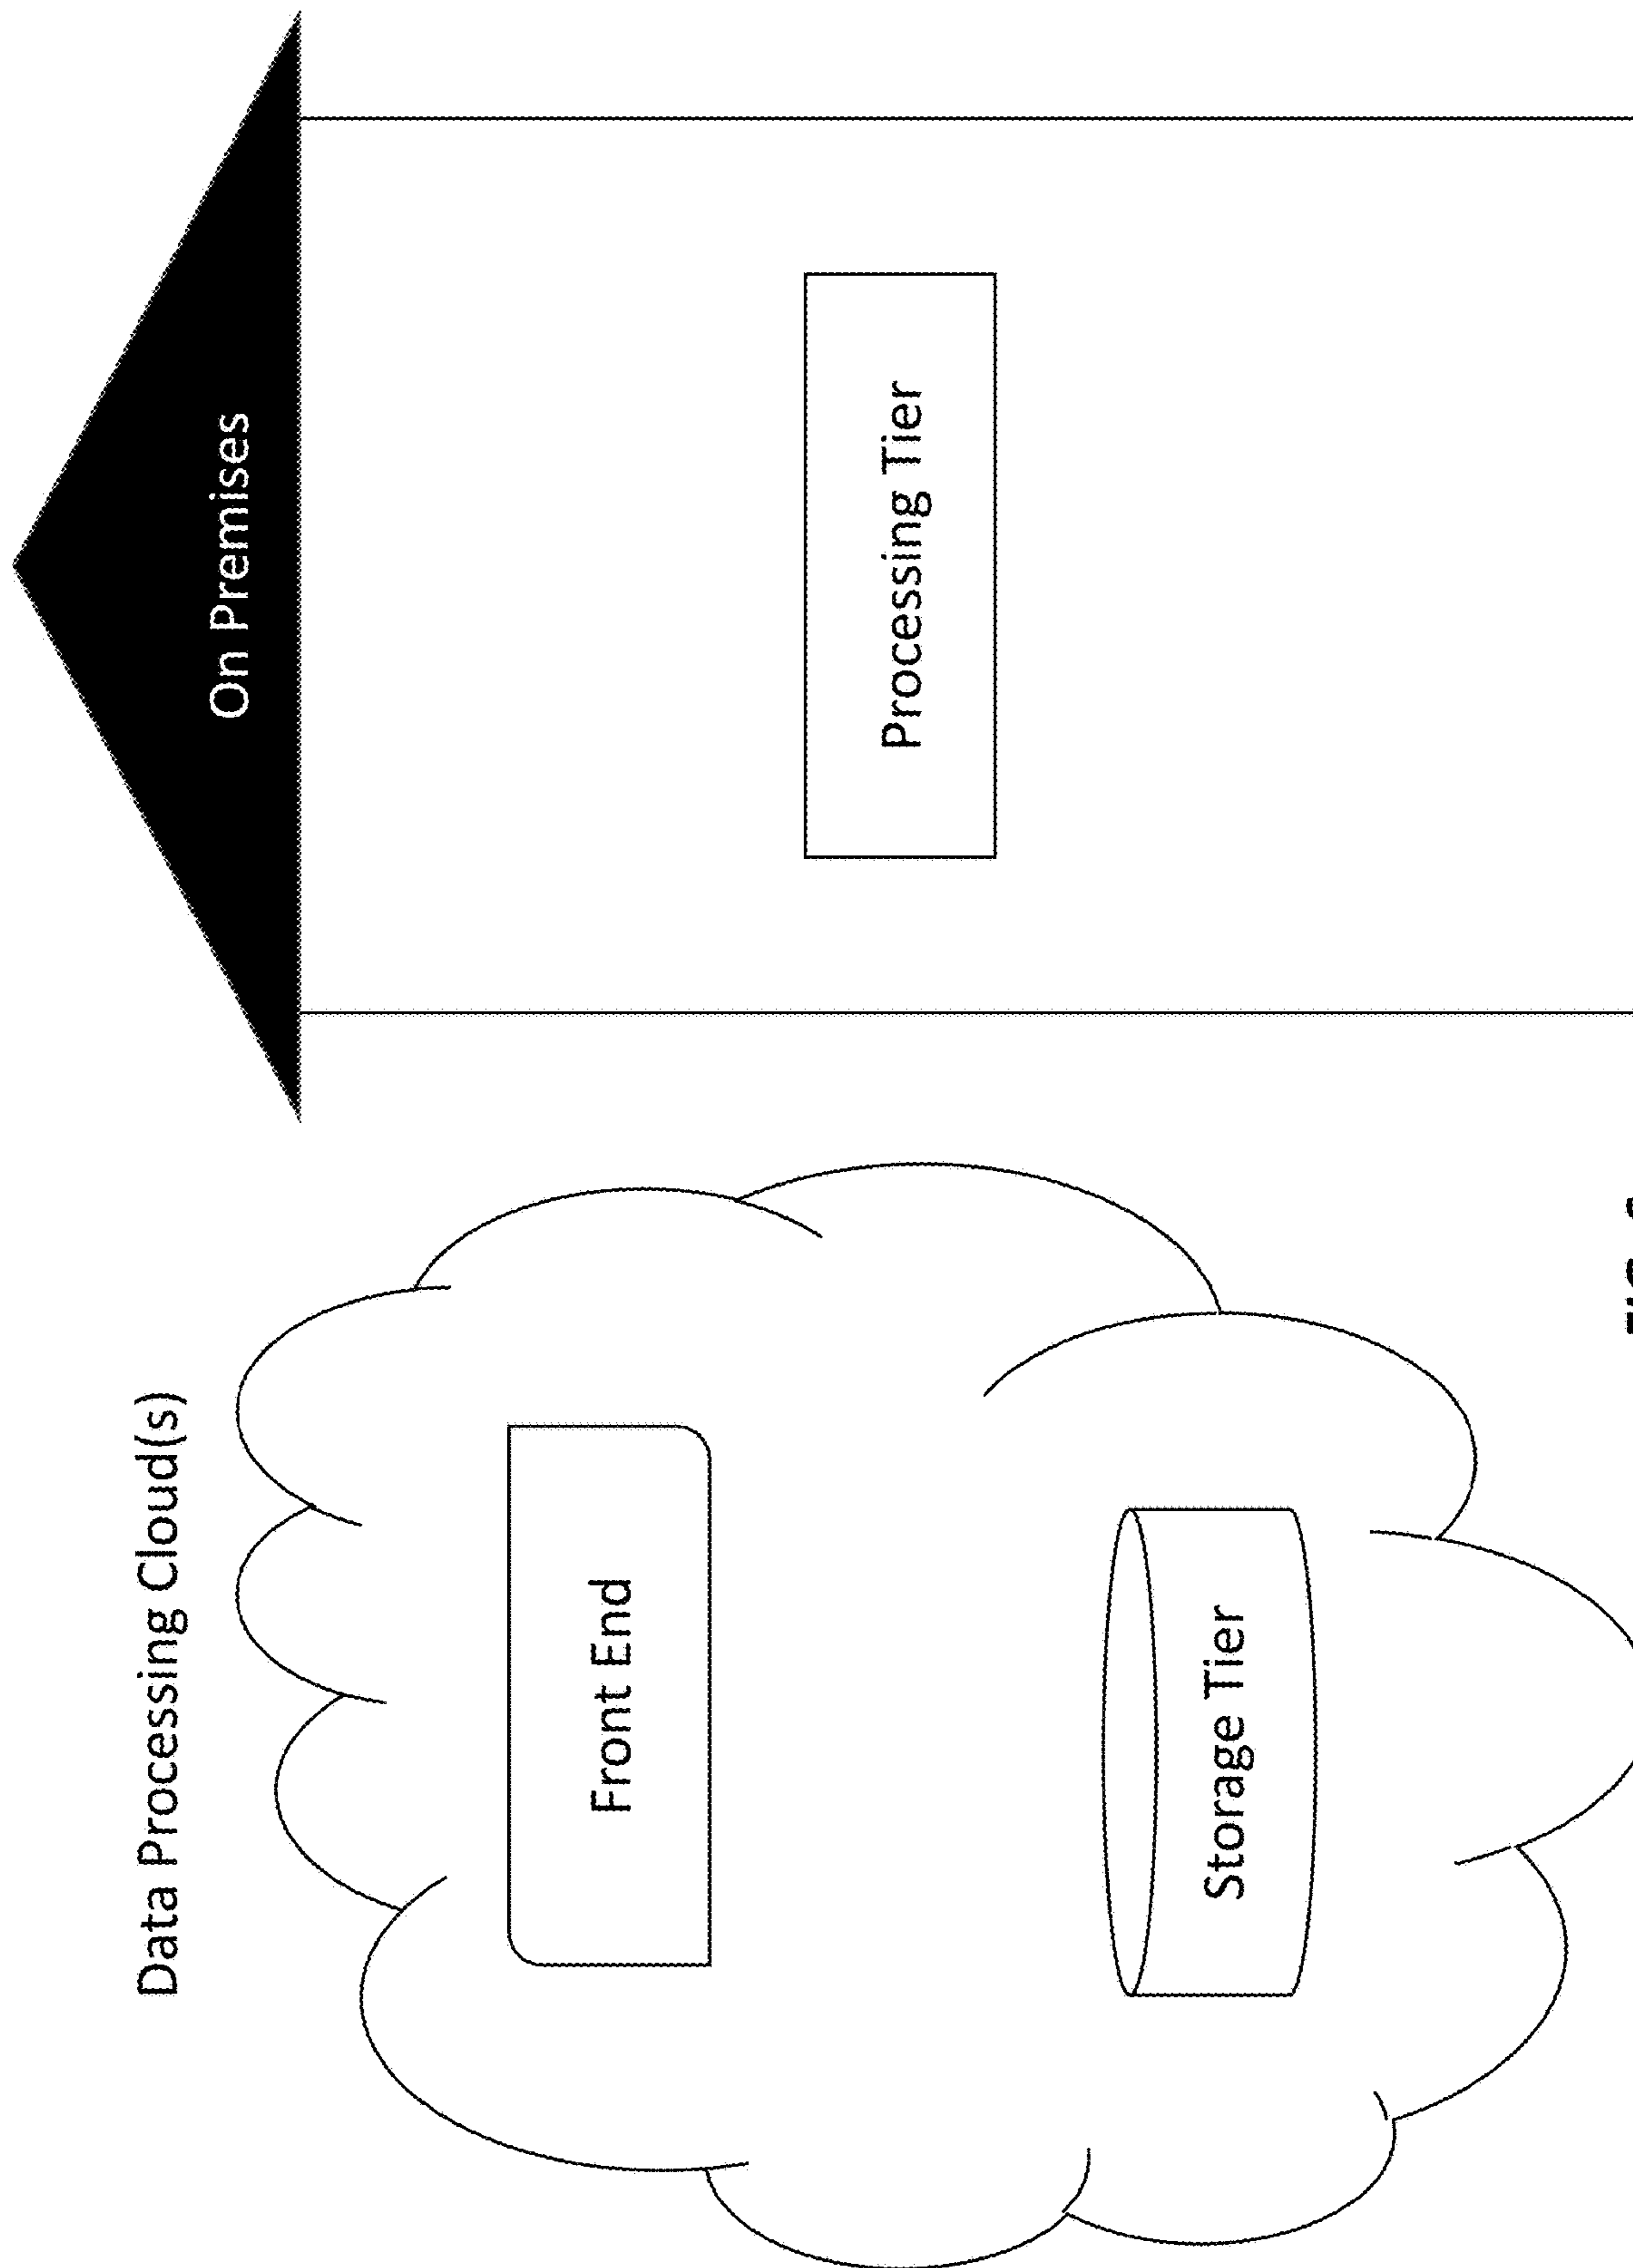 Data Processing Cloud(s)
Front End
Storage Tier
On Premises
Processing Tier